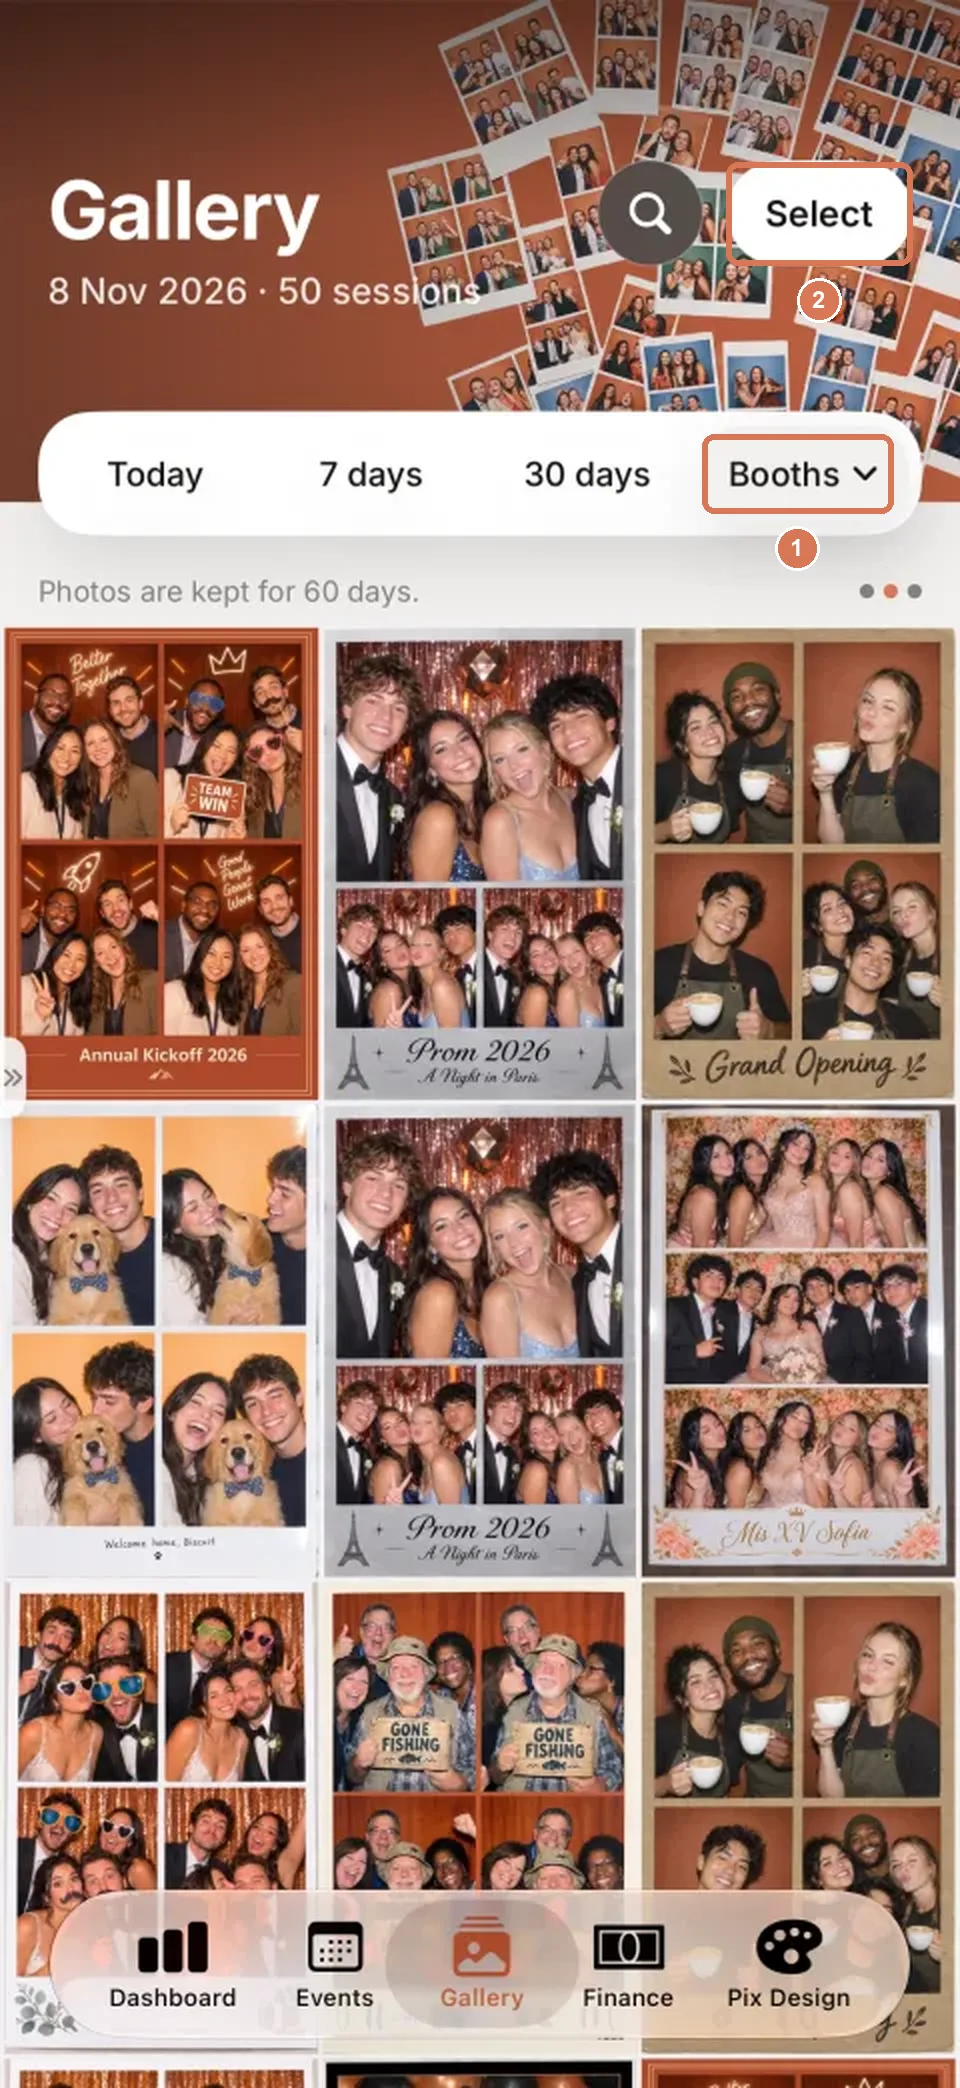 Gallery
Select
8 Nov 2026 · 50 sessions
2
Today
7 days
30 days
Booths
1
Photos are kept for 60 days.
Better
Together
TEAM
WIN
Good
People
Good
Work
Annual Kickoff 2026
Prom 2026
A Night in Paris
Grand Opening
Welcome home, Biscuit
Prom 2026
A Night in Paris
Mis XV Sofia
GONE
FISHING
GONE
FISHING
Dashboard
Events
Gallery
Finance
Pix Design